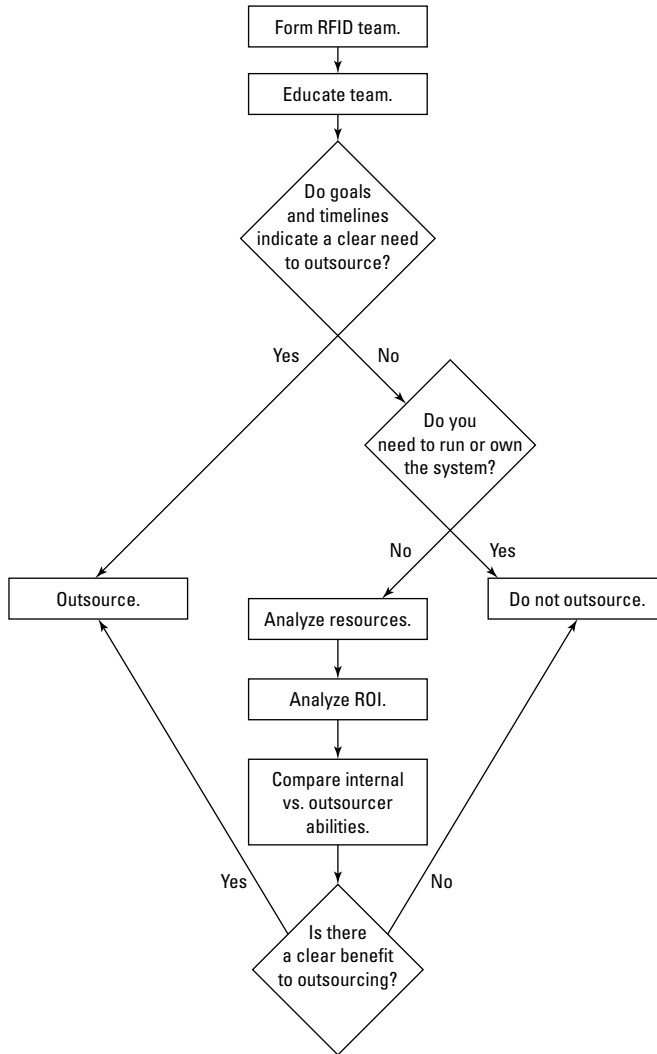 Form RFID team.
Educate team.
Do goals
and timelines
indicate a clear need
to outsource?
Yes
No
Do you
need to run or own
the system?
No
Yes
Outsource.
Do not outsource.
Analyze resources.
Analyze ROI.
Compare internal
vs. outsourcer
abilities.
Yes
No
Is there
a clear benefit
to outsourcing?